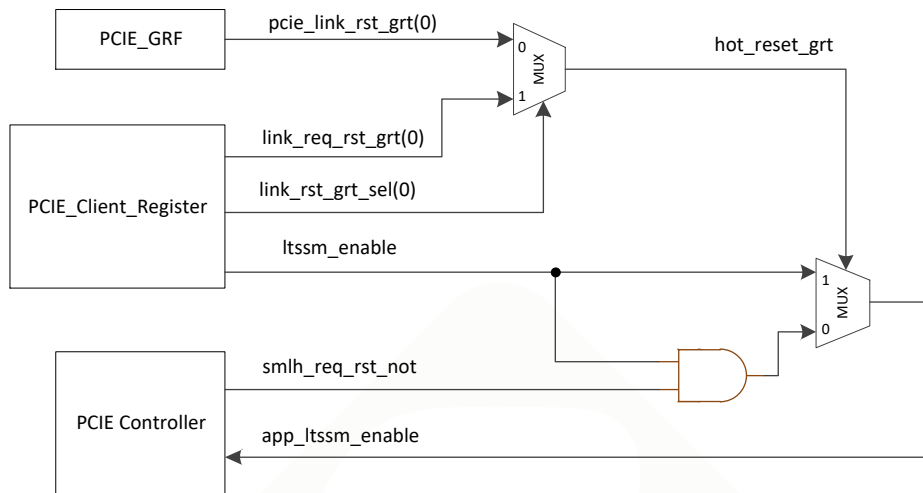 PCIE_GRF
pcie_link_rst_grt(0)
0
MUX
1
hot_reset_grt
PCIE_Client_Register
link_req_rst_grt(0)
link_rst_grt_sel(0)
ltssm_enable
1
MUX
0
PCIE Controller
smlh_req_rst_not
app_ltssm_enable